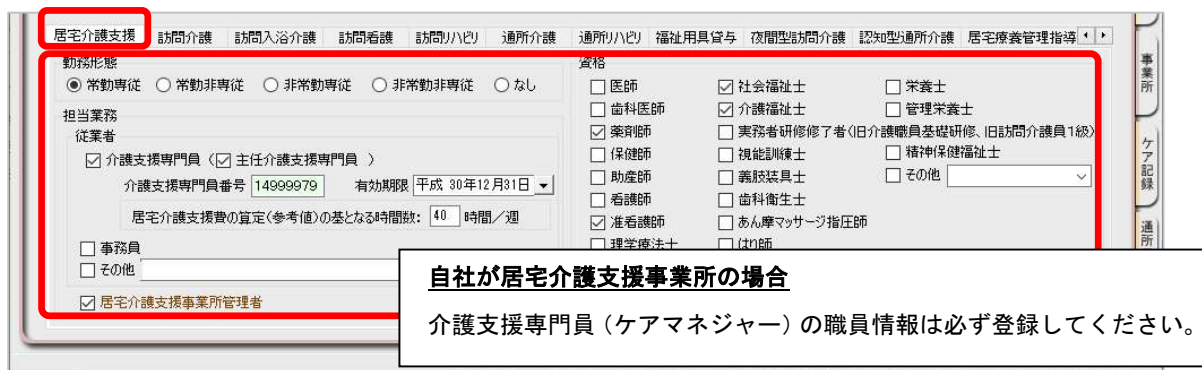 居宅介護支援 訪問介護 訪問入浴介護 訪問看護 訪問リハビリ 通所介護 通所リハビリ 福祉用具貸与 夜間型訪問介護 認知型通所介護 居宅療養管理指導
勤務形態
常勤専従 常勤非専従 非常勤専従 非常勤非専従 なし
担当業務
従業者
介護支援専門員 (主任介護支援専門員 )
介護支援専門員番号 14999979 有効期限 平成 30年12月31日
居宅介護支援費の算定(参考値)の基となる時間数: 40 時間/週
事務員
その他
居宅介護支援事業所管理者
資格
医師 社会福祉士 栄養士
歯科医師 介護福祉士 管理栄養士
薬剤師 実務者研修修了者(旧介護職員基礎研修、旧訪問介護員1級)
保健師 視能訓練士 精神保健福祉士
助産師 義肢装具士 その他
看護師 歯科衛生士
准看護師 あん摩マッサージ指圧師
理学療法士 はり師
事業所
ケア記録
通所
自社が居宅介護支援事業所の場合
介護支援専門員(ケアマネジャー)の職員情報は必ず登録してください。